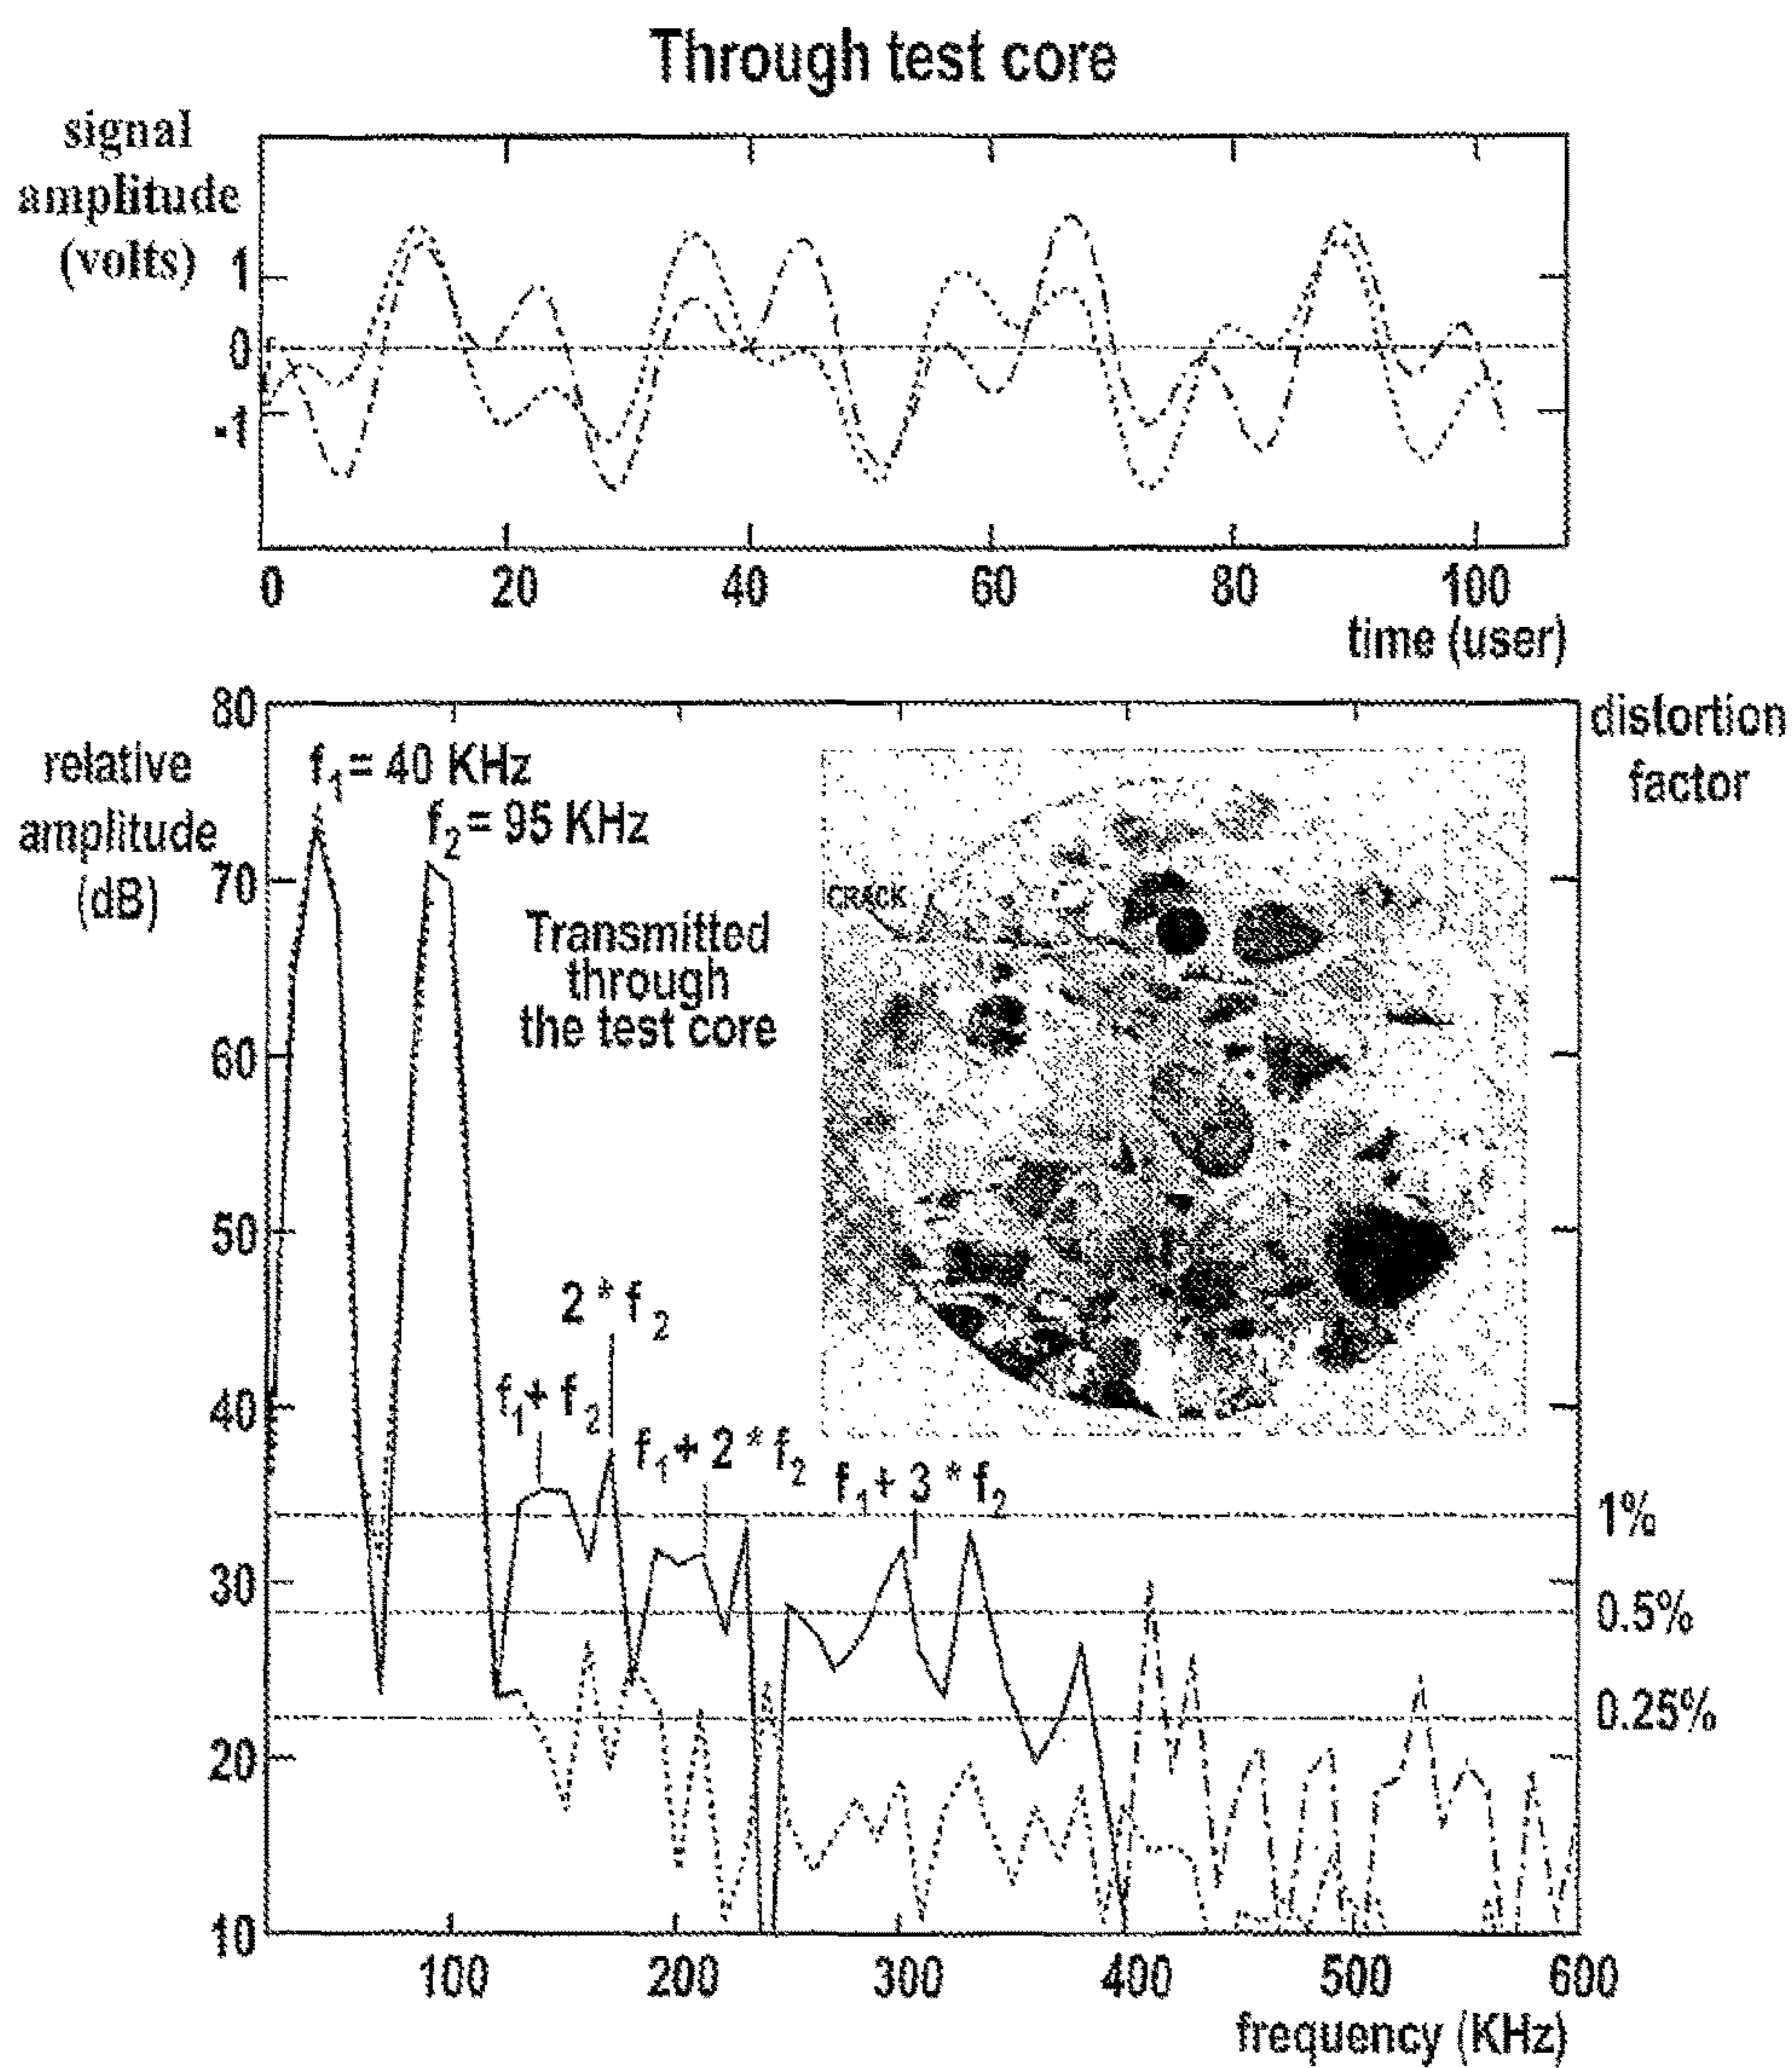 Through test core
signal
amplitude
(volts)
1
0
-1
0 20 40 60 80 100
time (user)
80
70
60
50
40
30
20
10
relative
amplitude
(dB)
distortion
factor
f1 = 40 KHz
f2 = 95 KHz
Transmitted
through
the test core
CRACK
2 * f2
f1 + f2
f1 + 2 * f2
f1 + 3 * f2
1%
0.5%
0.25%
100 200 300 400 500 600
frequency (KHz)